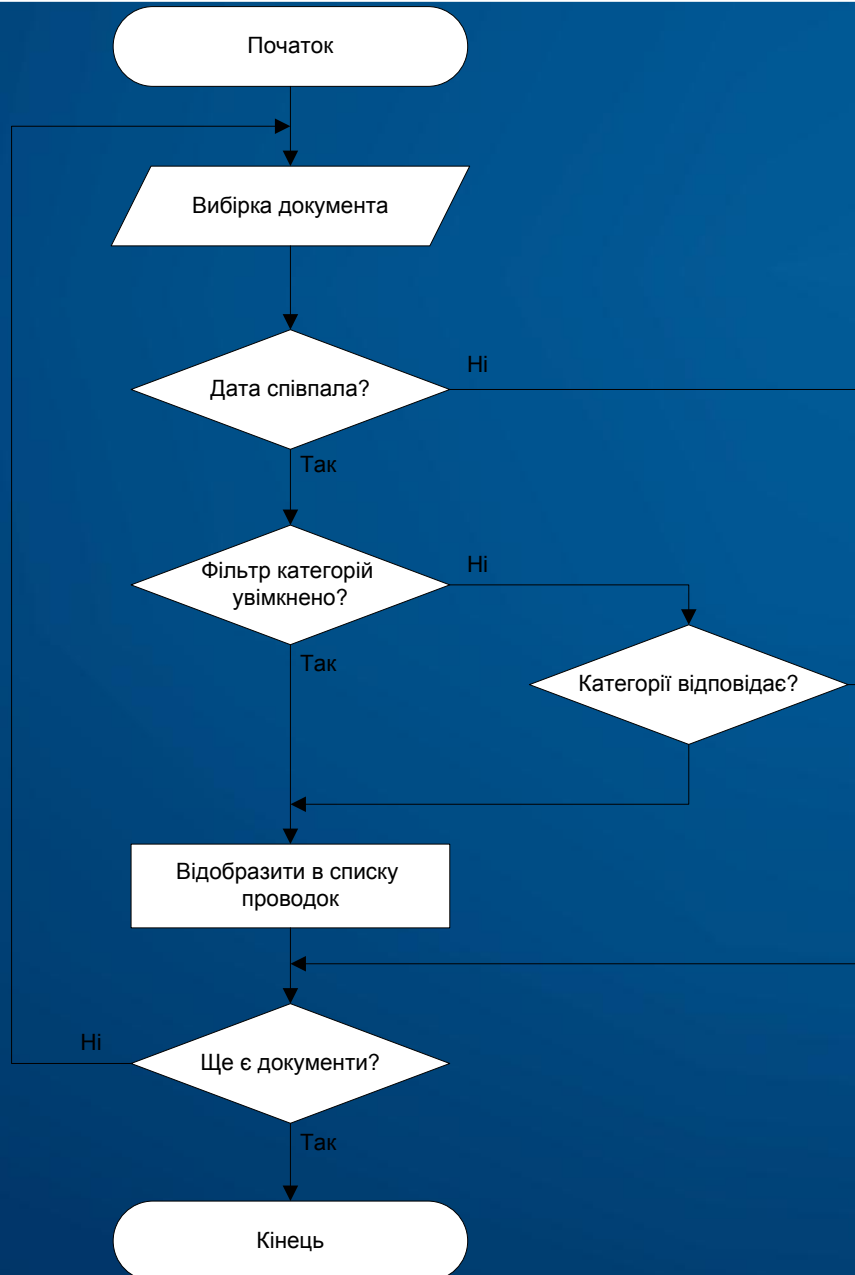 Початок
Вибірка документа
Дата співпала?
Ні
Так
Фільтр категорій
увімкнено?
Ні
Так
Категорії відповідає?
Відобразити в списку
проводок
Ні
Ще є документи?
Так
Кінець